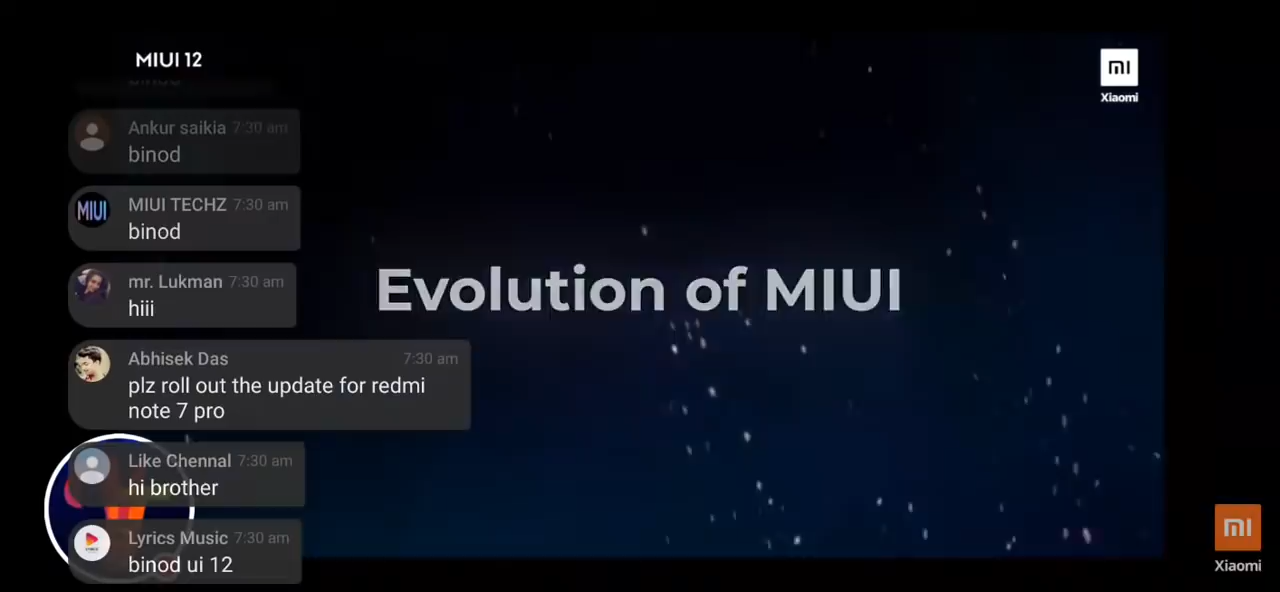 MIUI 12
Xiaomi
binod
Ankur saikia 7:30 am
binod
MIUI
MIUI TECHZ 7:30 am
binod
mr. Lukman 7:30 am
hiii
Abhisek Das 7:30 am
plz roll out the update for redmi
note 7 pro
Like Chennal 7:30 am
hi brother
Lyrics Music 7:30 am
binod ui 12
Evolution of MIUI
Xiaomi